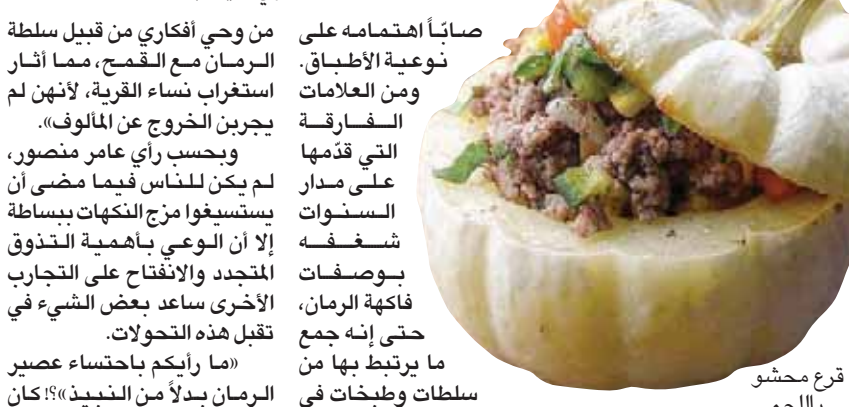 صابّاً اهتمامه على
نوعية الأطباق.
ومن العلامات
الفارقة
التي قدّمها
على مدار
السنوات
شغفه
بوصفات
فاكهة الرمان،
حتى إنه جمع
ما يرتبط بها من
سلطات وطبخات في
من وحي أفكاري من قبيل سلطة
الرمان مع القمح، مما أثار
استغراب نساء القرية، لأنهن لم
يجربن الخروج عن المألوف».
وبحسب رأي عامر منصور،
لم يكن للناس فيما مضى أن
يستسيغوا مزج النكهات ببساطة
إلا أن الوعي بأهمية التذوق
المتجدد والانفتاح على التجارب
الأخرى ساعد بعض الشيء في
تقبل هذه التحولات.
«ما رأيكم باحتساء عصير
الرمان بدلاً من النبيذ»؟! كان
قرع محشو